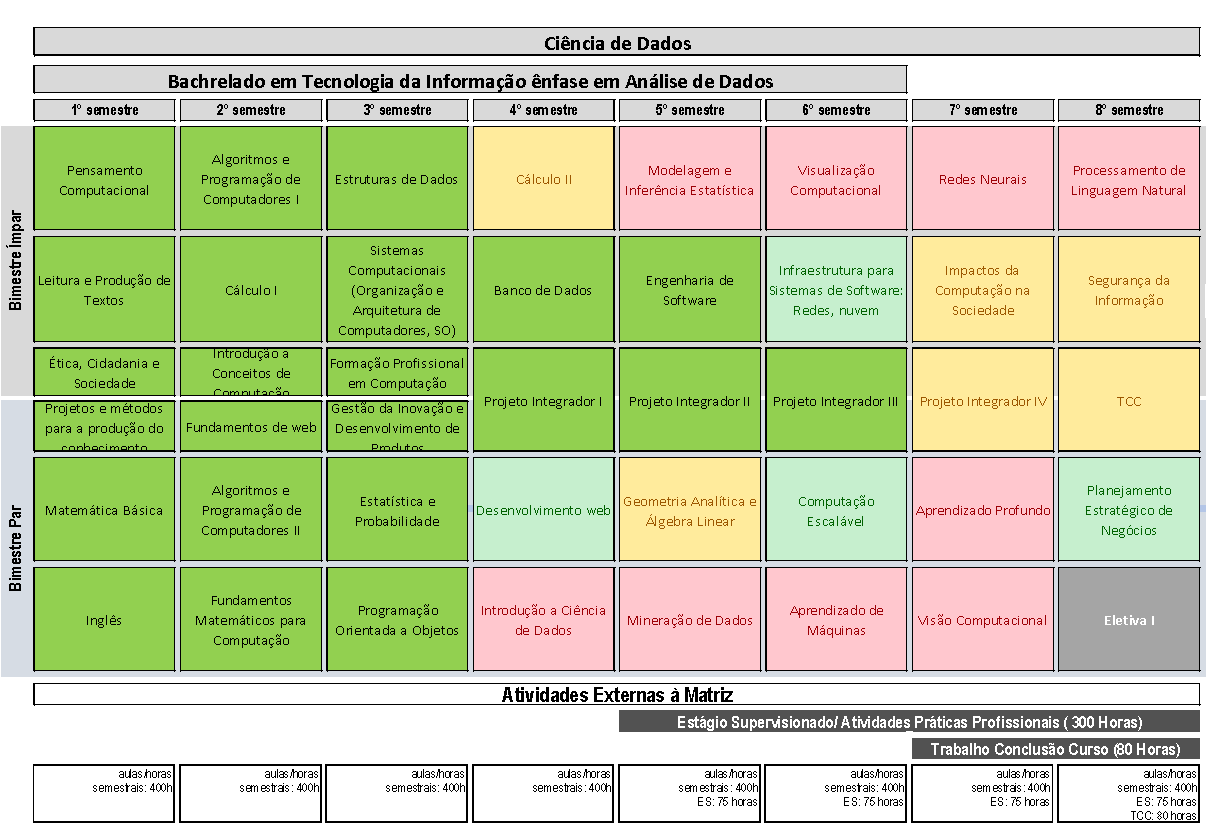 Ciência de Dados
Bachrelado em Tecnologia da Informação ênfase em Análise de Dados
1º semestre
2º semestre
3º semestre
4º semestre
5º semestre
6º semestre
7º semestre
8º semestre
Bimestre Ímpar
Pensamento
Computacional
Algoritmos e
Programação de
Computadores I
Estruturas de Dados
Cálculo II
Modelagem e
Inferência Estatística
Visualização
Computacional
Redes Neurais
Processamento de
Linguagem Natural
Leitura e Produção de
Textos
Cálculo I
Sistemas
Computacionais
(Organização e
Arquitetura de
Computadores, SO)
Banco de Dados
Engenharia de
Software
Infraestrutura para
Sistemas de Software:
Redes, nuvem
Impactos da
Computação na
Sociedade
Segurança da
Informação
Ética, Cidadania e
Sociedade
Introdução a
Conceitos de
Computação
Formação Profissional
em Computação
Projeto Integrador I
Projeto Integrador II
Projeto Integrador III
Projeto Integrador IV
TCC
Bimestre Par
Projetos e métodos
para a produção do
conhecimento
Fundamentos de web
Gestão da Inovação e
Desenvolvimento de
Produtos
Matemática Básica
Algoritmos e
Programação de
Computadores II
Estatística e
Probabilidade
Desenvolvimento web
Geometria Analítica e
Álgebra Linear
Computação
Escalável
Aprendizado Profundo
Planejamento
Estratégico de
Negócios
Inglês
Fundamentos
Matemáticos para
Computação
Programação
Orientada a Objetos
Introdução a Ciência
de Dados
Mineração de Dados
Aprendizado de
Máquinas
Visão Computacional
Eletiva I
Atividades Externas à Matriz
Estágio Supervisionado/ Atividades Práticas Profissionais ( 300 Horas)
Trabalho Conclusão Curso (80 Horas)
aulas/horas
semestrais: 400h
aulas/horas
semestrais: 400h
aulas/horas
semestrais: 400h
aulas/horas
semestrais: 400h
aulas/horas
semestrais: 400h
ES: 75 horas
aulas/horas
semestrais: 400h
ES: 75 horas
aulas/horas
semestrais: 400h
ES: 75 horas
aulas/horas
semestrais: 400h
ES: 75 horas
TCC: 80 horas